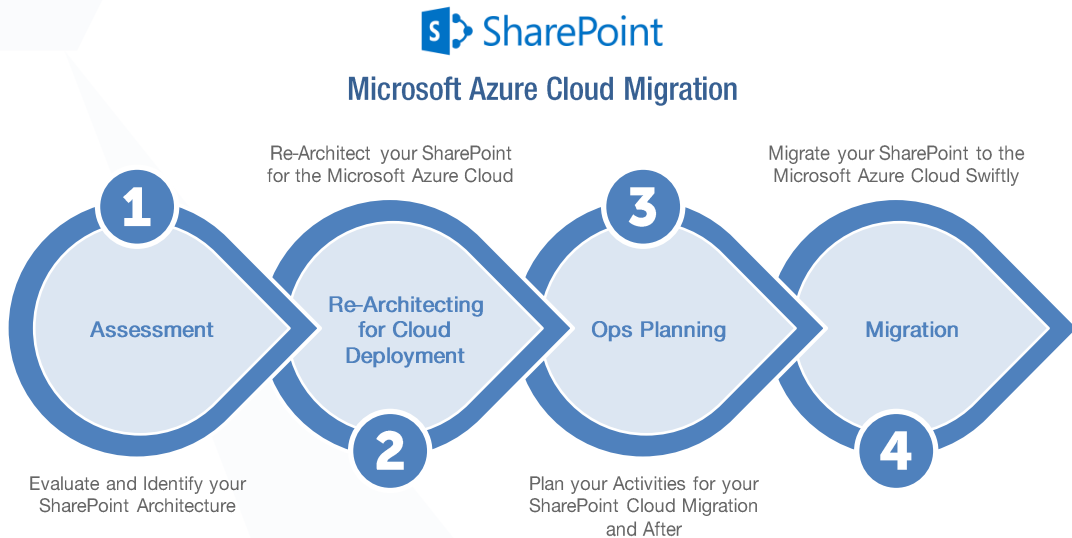 S SharePoint
Microsoft Azure Cloud Migration
1
Assessment
Evaluate and Identify your
SharePoint Architecture
Re-Architect your SharePoint
for the Microsoft Azure Cloud
Re-Architecting
for Cloud
Deployment
2
3
Ops Planning
Plan your Activities for your
SharePoint Cloud Migration
and After
Migrate your SharePoint to the
Microsoft Azure Cloud Swiftly
Migration
4